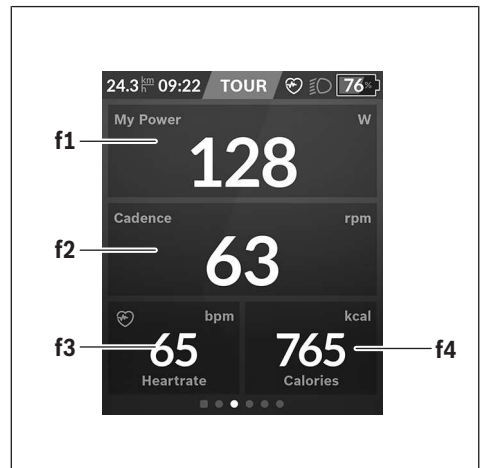 24.3 km/h 09:22 TOUR 76%
My Power W
f1
128
Cadence rpm
f2
63
bpm kcal
f3 65 765 f4
Heartrate Calories